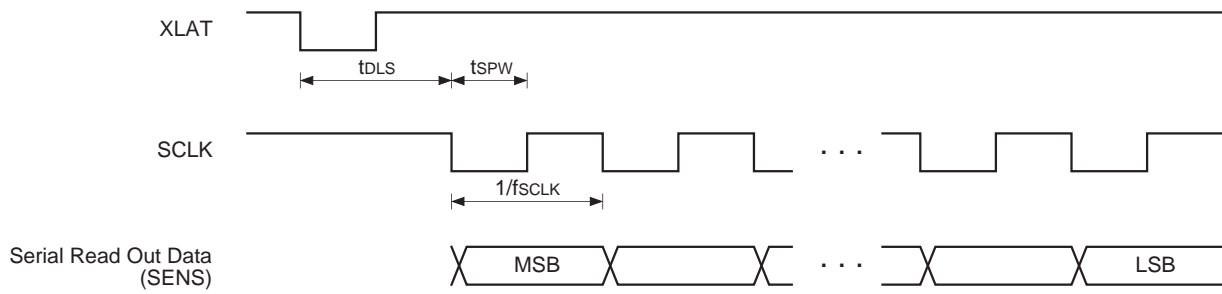 XLAT
tDLS
tSPW
SCLK
. . .
1/fSCLK
Serial Read Out Data
(SENS)
MSB
. . .
LSB